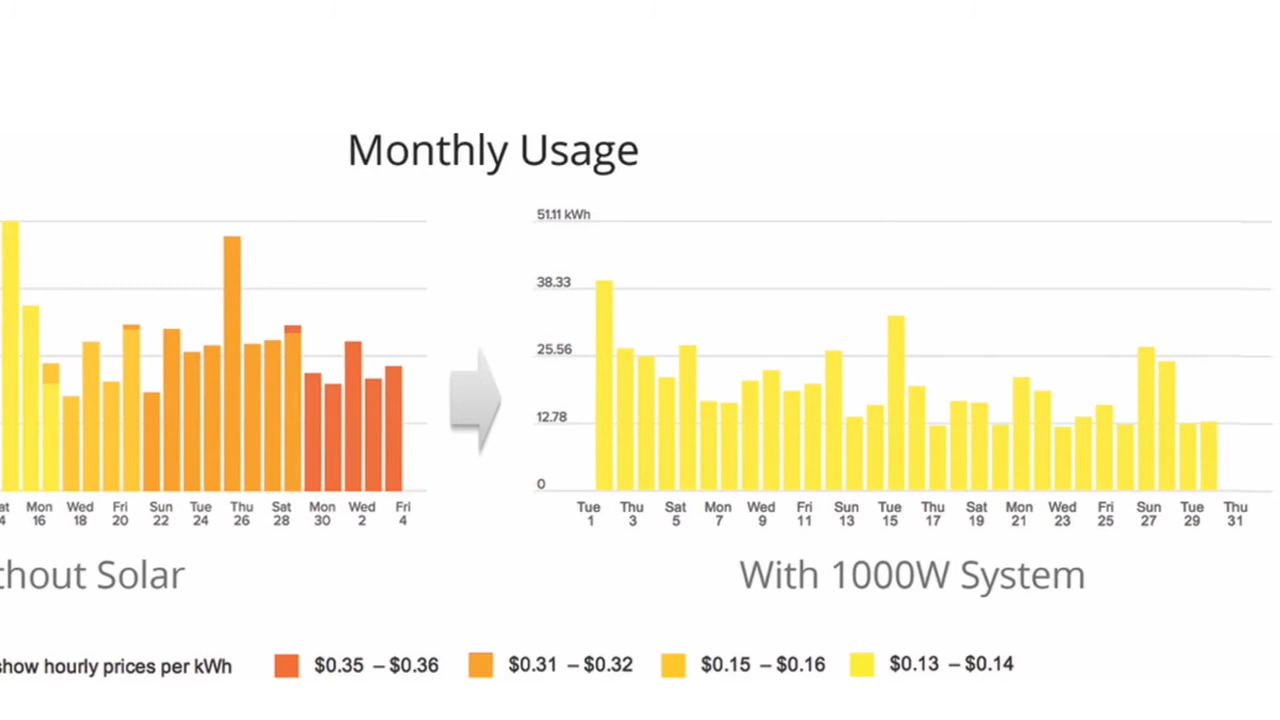 Monthly Usage
51.11 kWh
38.33
25.56
12.78
0
Mon Wed Fri Sun Tue Thu Sat Mon Wed Fri
16 18 20 22 24 26 28 30 2 4
Tue Thu Sat Mon Wed Fri Sun Tue Thu Sat Mon Wed Fri Sun Tue Thu
1 3 5 7 9 11 13 15 17 19 21 23 25 27 29 31
thout Solar
With 1000W System
show hourly prices per kWh $0.35 – $0.36 $0.31 – $0.32 $0.15 – $0.16 $0.13 – $0.14